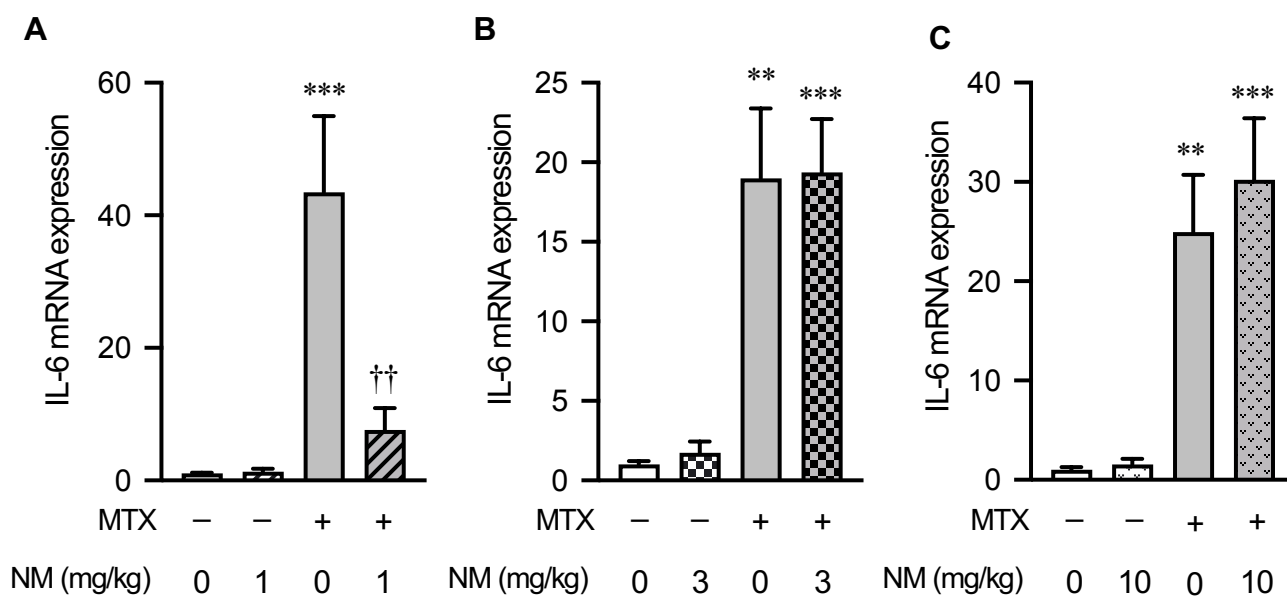 A
IL-6 mRNA expression
60
40
20
0
***
††
MTX – – + +
NM (mg/kg) 0 1 0 1
B
IL-6 mRNA expression
25
20
15
10
5
0
**
***
MTX – – + +
NM (mg/kg) 0 3 0 3
C
IL-6 mRNA expression
40
30
20
10
0
**
***
MTX – – + +
NM (mg/kg) 0 10 0 10